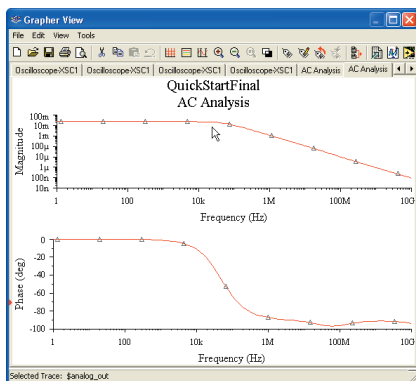 Grapher View
File Edit View Tools
Oscilloscope-XSC1 Oscilloscope-XSC1 Oscilloscope-XSC1 Oscilloscope-XSC1 AC Analysis AC Analysis
QuickStartFinal
AC Analysis
Magnitude
100m
10m
1m
100µ
10µ
1µ
100n
10n
1 100 10k 1M 100M 10G
Frequency (Hz)
Phase (deg)
0
-20
-40
-60
-80
-100
1 100 10k 1M 100M 10G
Frequency (Hz)
Selected Trace: $analog_out